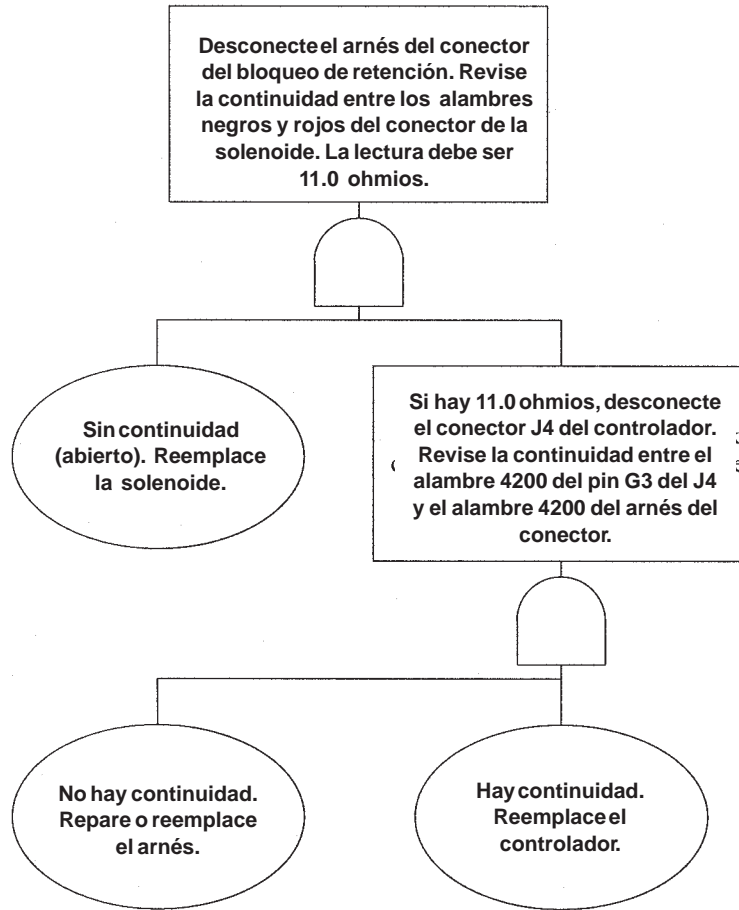 Desconecte el arnés del conector
del bloqueo de retención. Revise
la continuidad entre los alambres
negros y rojos del conector de la
solenoide. La lectura debe ser
11.0 ohmios.
Sin continuidad
(abierto). Reemplace
la solenoide.
Si hay 11.0 ohmios, desconecte
el conector J4 del controlador.
Revise la continuidad entre el
alambre 4200 del pin G3 del J4
y el alambre 4200 del arnés del
conector.
No hay continuidad.
Repare o reemplace
el arnés.
Hay continuidad.
Reemplace el
controlador.